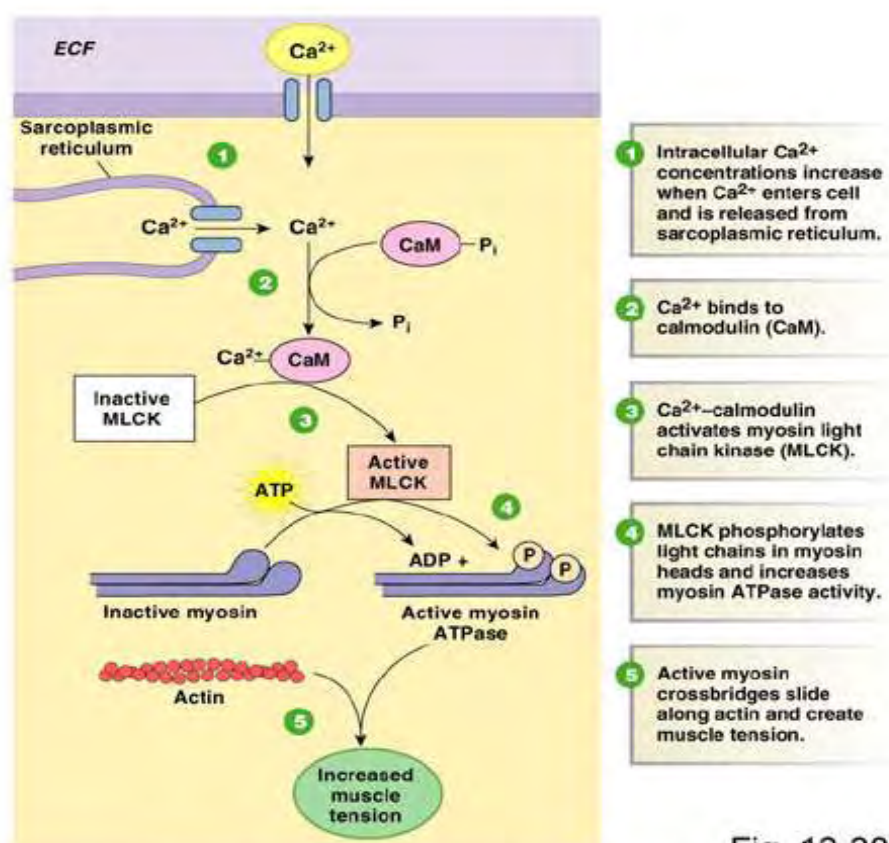 ECF
Ca2+
Sarcoplasmic
reticulum
1
Ca2+
Ca2+
CaM
Pi
2
Pi
Ca2+
CaM
Inactive
MLCK
3
Active
MLCK
ATP
4
ADP +
P
P
Inactive myosin
Active myosin
ATPase
Actin
5
Increased
muscle
tension
1 Intracellular Ca2+
concentrations increase
when Ca2+ enters cell
and is released from
sarcoplasmic reticulum.
2 Ca2+ binds to
calmodulin (CaM).
3 Ca2+–calmodulin
activates myosin light
chain kinase (MLCK).
4 MLCK phosphorylates
light chains in myosin
heads and increases
myosin ATPase activity.
5 Active myosin
crossbridges slide
along actin and create
muscle tension.